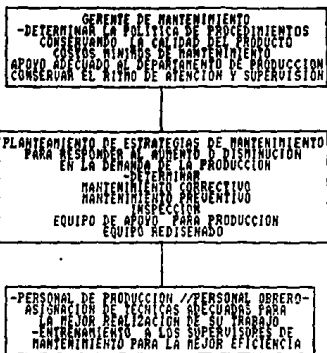 GERENTE DE MANTENIMIENTO
-DETERMINAR LA POLITICA DE PROCEDIMIENTOS
CONSERVANDO LA CALIDAD DEL PRODUCTO
COSTOS MINIMOS DE MANTENIMIENTO
APOYO ADECUADO AL DEPARTAMENTO DE PRODUCCION
CONSERVAR EL RITMO DE ATENCION Y SUPERVISION
PLANTEAMIENTO DE ESTRATEGIAS DE MANTENIMIENTO
PARA RESPONDER AL AUMENTO O DISMINUCION
EN LA DEMANDA DE LA PRODUCCION
-DETERMINAR
MANTENIMIENTO CORRECTIVO
MANTENIMIENTO PREVENTIVO
INSPECCION
EQUIPO DE APOYO PARA PRODUCCION
EQUIPO REDISENADO
-PERSONAL DE PRODUCCION //PERSONAL OBRERO-
ASIGNACION DE TECNICAS ADECUADAS PARA
LA MEJOR REALIZACION DE SU TRABAJO
-ENTRENAMIENTO A LOS SUPERVISORES DE
MANTENIMIENTO PARA LA MEJOR EFICIENCIA